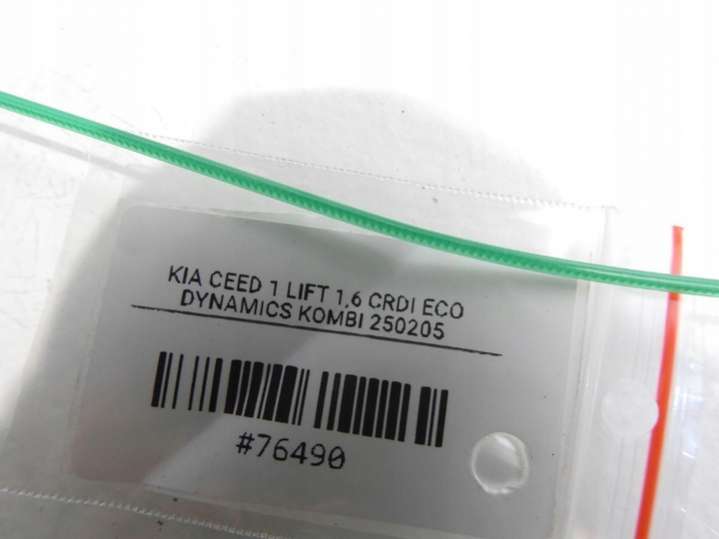 KIA CEED 1 LIFT 1,6 CRDI ECO
DYNAMICS KOMBI 250205
#76490